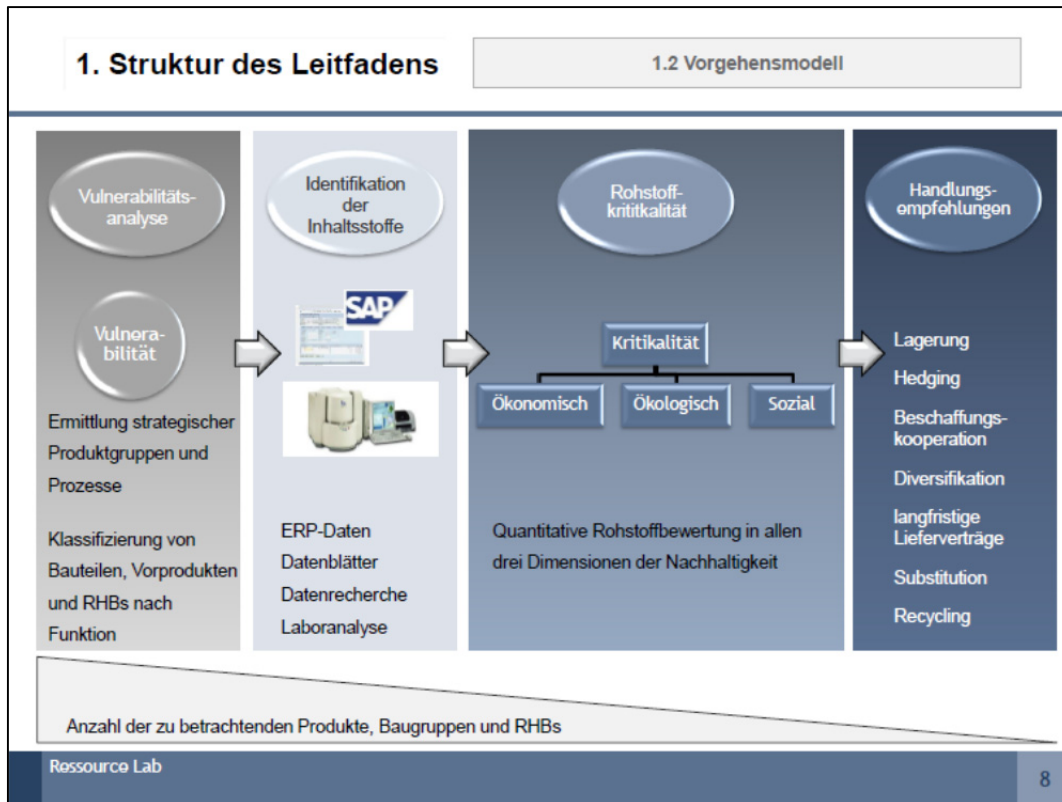 1. Struktur des Leitfadens
1.2 Vorgehensmodell
Vulnerabilitäts-
analyse
Vulnera-
bilität
Ermittlung strategischer
Produktgruppen und
Prozesse
Klassifizierung von
Bauteilen, Vorprodukten
und RHBs nach
Funktion
Identifikation
der
Inhaltsstoffe
SAP
ERP-Daten
Datenblätter
Datenrecherche
Laboranalyse
Rohstoff-
krititkalität
Kritikalität
Ökonomisch
Ökologisch
Sozial
Quantitative Rohstoffbewertung in allen
drei Dimensionen der Nachhaltigkeit
Handlungs-
empfehlungen
Lagerung
Hedging
Beschaffungs-
kooperation
Diversifikation
langfristige
Lieferverträge
Substitution
Recycling
Anzahl der zu betrachtenden Produkte, Baugruppen und RHBs
Ressource Lab
8